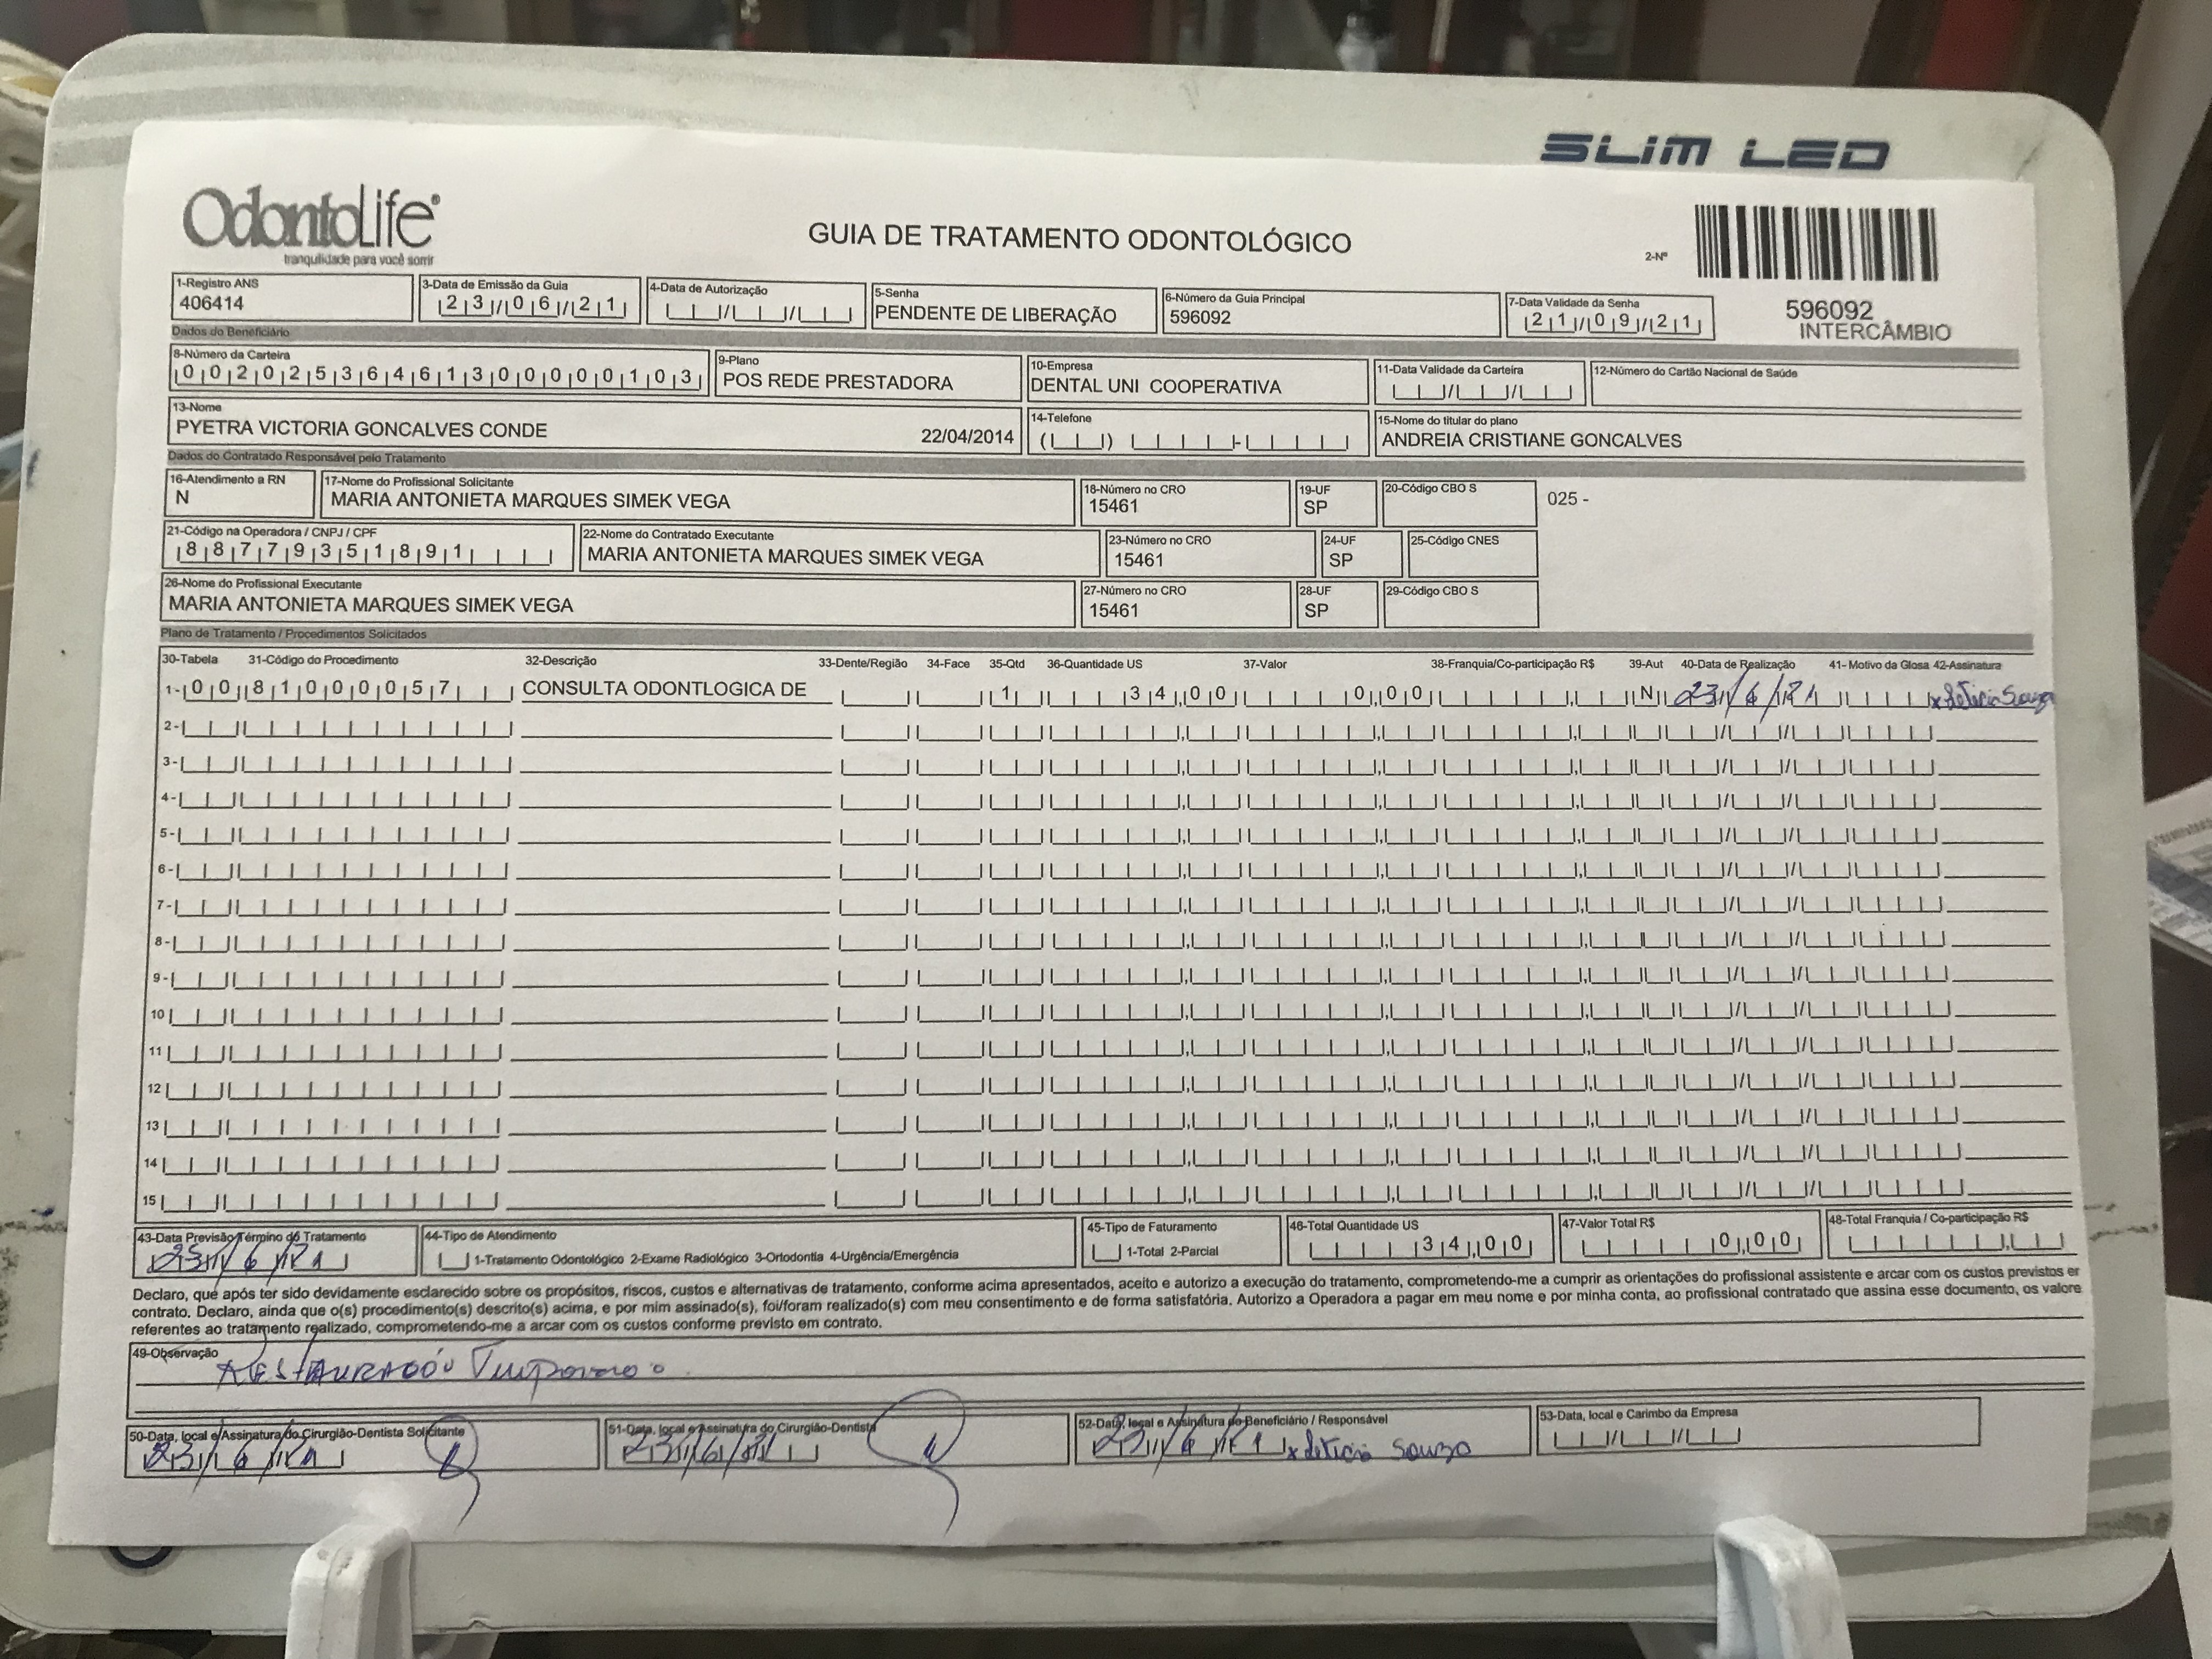 SLIM LED
OdontoLife®
tranquilidade para você sorrir
GUIA DE TRATAMENTO ODONTOLÓGICO
2-Nº
596092
INTERCÂMBIO
1-Registro ANS
406414
3-Data de Emissão da Guia
23/06/21
4-Data de Autorização
5-Senha
PENDENTE DE LIBERAÇÃO
6-Número da Guia Principal
596092
7-Data Validade da Senha
21/09/21
Dados do Beneficiário
8-Número da Carteira
00202536461300000103
9-Plano
POS REDE PRESTADORA
10-Empresa
DENTAL UNI COOPERATIVA
11-Data Validade da Carteira
12-Número do Cartão Nacional de Saúde
13-Nome
PYETRA VICTORIA GONCALVES CONDE 22/04/2014
14-Telefone
15-Nome do titular do plano
ANDREIA CRISTIANE GONCALVES
Dados do Contratado Responsável pelo Tratamento
16-Atendimento a RN
N
17-Nome do Profissional Solicitante
MARIA ANTONIETA MARQUES SIMEK VEGA
18-Número no CRO
15461
19-UF
SP
20-Código CBO S
025 -
21-Código na Operadora / CNPJ / CPF
88779351891
22-Nome do Contratado Executante
MARIA ANTONIETA MARQUES SIMEK VEGA
23-Número no CRO
15461
24-UF
SP
25-Código CNES
26-Nome do Profissional Executante
MARIA ANTONIETA MARQUES SIMEK VEGA
27-Número no CRO
15461
28-UF
SP
29-Código CBO S
Plano de Tratamento / Procedimentos Solicitados
30-Tabela 31-Código do Procedimento 32-Descrição 33-Dente/Região 34-Face 35-Qtd 36-Quantidade US 37-Valor 38-Franquia/Co-participação R$ 39-Aut 40-Data de Realização 41- Motivo da Glosa 42-Assinatura
1- 00 81000057 CONSULTA ODONTLOGICA DE 1 34,00 0,00 N 23/6/21 x Leticia Souza
2-
3-
4-
5-
6-
7-
8-
9-
10
11
12
13
14
15
43-Data Previsão Término do Tratamento
23/6/21
44-Tipo de Atendimento
1-Tratamento Odontológico 2-Exame Radiológico 3-Ortodontia 4-Urgência/Emergência
45-Tipo de Faturamento
1-Total 2-Parcial
46-Total Quantidade US
34,00
47-Valor Total R$
0,00
48-Total Franquia / Co-participação R$
Declaro, que após ter sido devidamente esclarecido sobre os propósitos, riscos, custos e alternativas de tratamento, conforme acima apresentados, aceito e autorizo a execução do tratamento, comprometendo-me a cumprir as orientações do profissional assistente e arcar com os custos previstos er
contrato. Declaro, ainda que o(s) procedimento(s) descrito(s) acima, e por mim assinado(s), foi/foram realizado(s) com meu consentimento e de forma satisfatória. Autorizo a Operadora a pagar em meu nome e por minha conta, ao profissional contratado que assina esse documento, os valore
referentes ao tratamento realizado, comprometendo-me a arcar com os custos conforme previsto em contrato.
49-Observação
50-Data, local e Assinatura do Cirurgião-Dentista Solicitante
23/6/21
51-Data, local e Assinatura do Cirurgião-Dentista
23/6/21
52-Data, local e Assinatura do Beneficiário / Responsável
23/6/21 x Leticia Souza
53-Data, local e Carimbo da Empresa